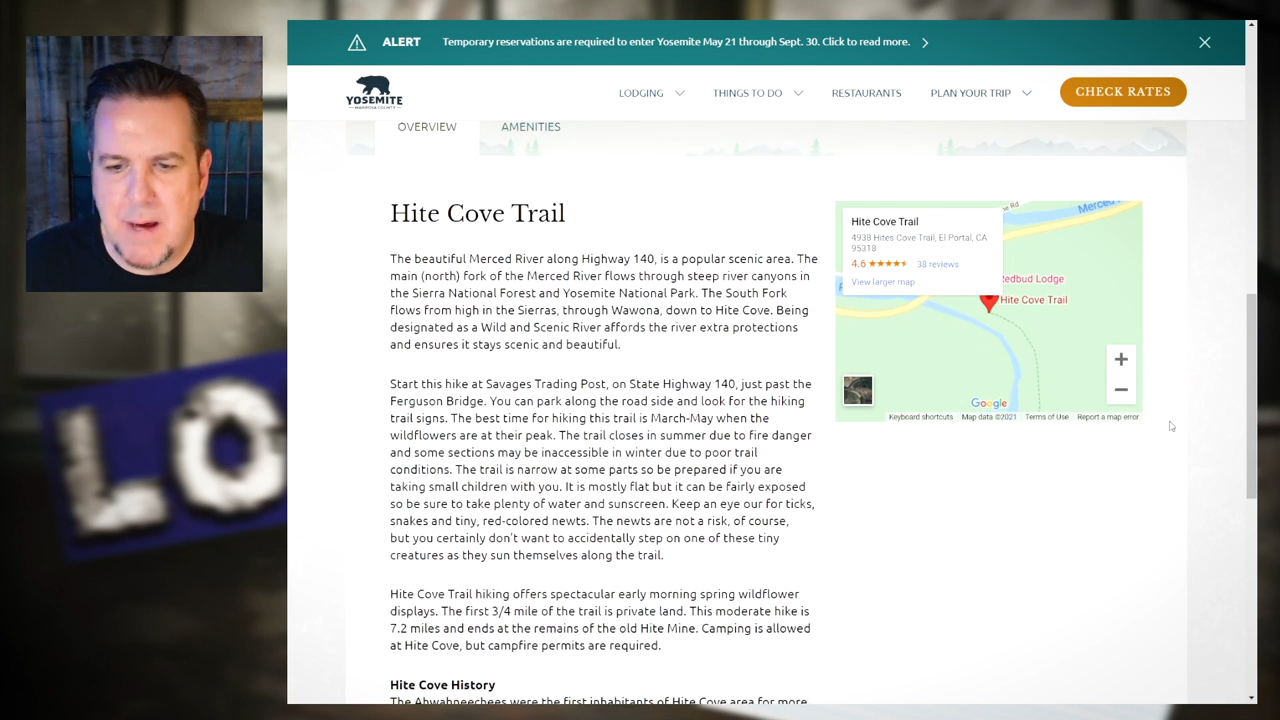 ALERT Temporary reservations are required to enter Yosemite May 21 through Sept. 30. Click to read more.
YOSEMITE
MARIPOSA COUNTY
LODGING THINGS TO DO RESTAURANTS PLAN YOUR TRIP CHECK RATES
OVERVIEW AMENITIES
Hite Cove Trail
The beautiful Merced River along Highway 140, is a popular scenic area. The
main (north) fork of the Merced River flows through steep river canyons in
the Sierra National Forest and Yosemite National Park. The South Fork
flows from high in the Sierras, through Wawona, down to Hite Cove. Being
designated as a Wild and Scenic River affords the river extra protections
and ensures it stays scenic and beautiful.
Start this hike at Savages Trading Post, on State Highway 140, just past the
Ferguson Bridge. You can park along the road side and look for the hiking
trail signs. The best time for hiking this trail is March-May when the
wildflowers are at their peak. The trail closes in summer due to fire danger
and some sections may be inaccessible in winter due to poor trail
conditions. The trail is narrow at some parts so be prepared if you are
taking small children with you. It is mostly flat but it can be fairly exposed
so be sure to take plenty of water and sunscreen. Keep an eye our for ticks,
snakes and tiny, red-colored newts. The newts are not a risk, of course,
but you certainly don't want to accidentally step on one of these tiny
creatures as they sun themselves along the trail.
Hite Cove Trail hiking offers spectacular early morning spring wildflower
displays. The first 3/4 mile of the trail is private land. This moderate hike is
7.2 miles and ends at the remains of the old Hite Mine. Camping is allowed
at Hite Cove, but campfire permits are required.
Hite Cove History
The Ahwahneechees were the first inhabitants of Hite Cove area for more
Hite Cove Trail
4938 Hites Cove Trail, El Portal, CA
95318
4.6 38 reviews
View larger map
Rd
Merced
Redbud Lodge
Hite Cove Trail
Google
Keyboard shortcuts Map data ©2021 Terms of Use Report a map error
LO